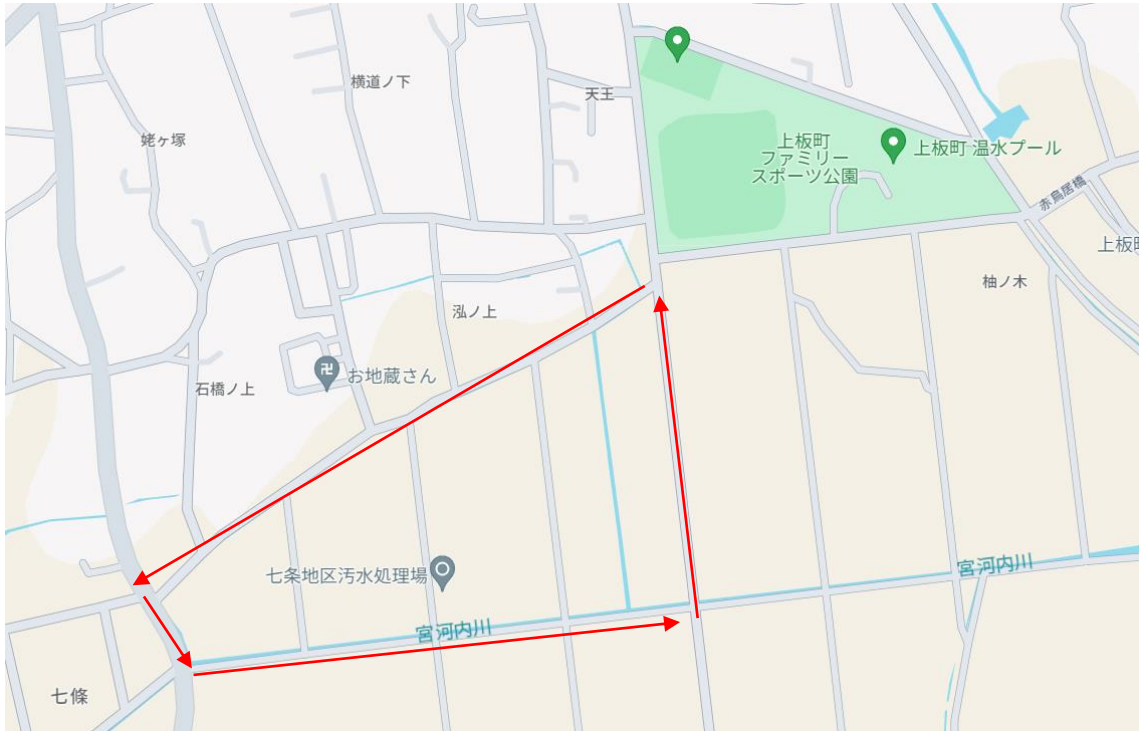 横道ノ下
天王
姥ヶ塚
上板町
ファミリー
スポーツ公園
上板町 温水プール
赤鳥居橋
上板町
柚ノ木
泓ノ上
お地蔵さん
石橋ノ上
七条地区汚水処理場
宮河内川
宮河内川
七條